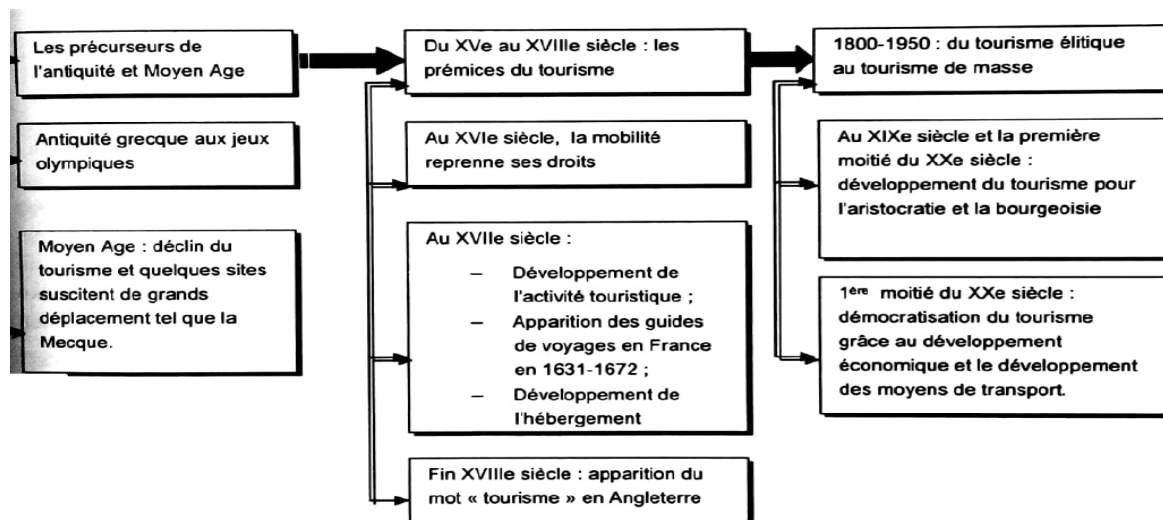 Les précurseurs de
l'antiquité et Moyen Age
Antiquité grecque aux jeux
olympiques
Moyen Age : déclin du
tourisme et quelques sites
suscitent de grands
déplacement tel que la
Mecque.
Du XVe au XVIIIe siècle : les
prémices du tourisme
Au XVIe siècle, la mobilité
reprenne ses droits
Au XVIIe siècle :
– Développement de
l'activité touristique ;
– Apparition des guides
de voyages en France
en 1631-1672 ;
– Développement de
l'hébergement
Fin XVIIIe siècle : apparition du
mot « tourisme » en Angleterre
1800-1950 : du tourisme élitique
au tourisme de masse
Au XIXe siècle et la première
moitié du XXe siècle :
développement du tourisme pour
l'aristocratie et la bourgeoisie
1ère moitié du XXe siècle :
démocratisation du tourisme
grâce au développement
économique et le développement
des moyens de transport.